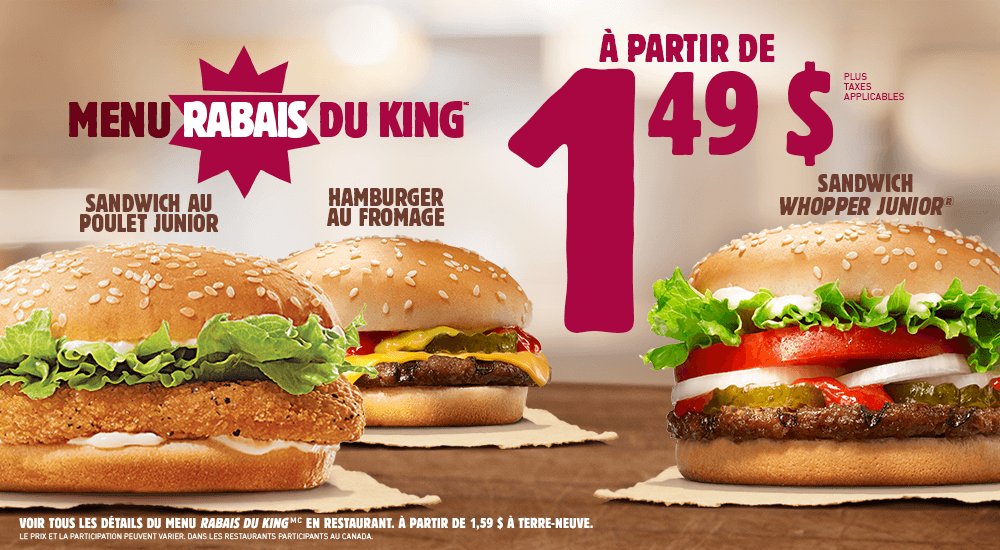 MENU RABAIS DU KING MC
À PARTIR DE
1 49 $
PLUS
TAXES
APPLICABLES
SANDWICH AU
POULET JUNIOR
HAMBURGER
AU FROMAGE
SANDWICH
WHOPPER JUNIOR®
VOIR TOUS LES DÉTAILS DU MENU RABAIS DU KING MC EN RESTAURANT. À PARTIR DE 1,59 $ À TERRE-NEUVE.
LE PRIX ET LA PARTICIPATION PEUVENT VARIER. DANS LES RESTAURANTS PARTICIPANTS AU CANADA.